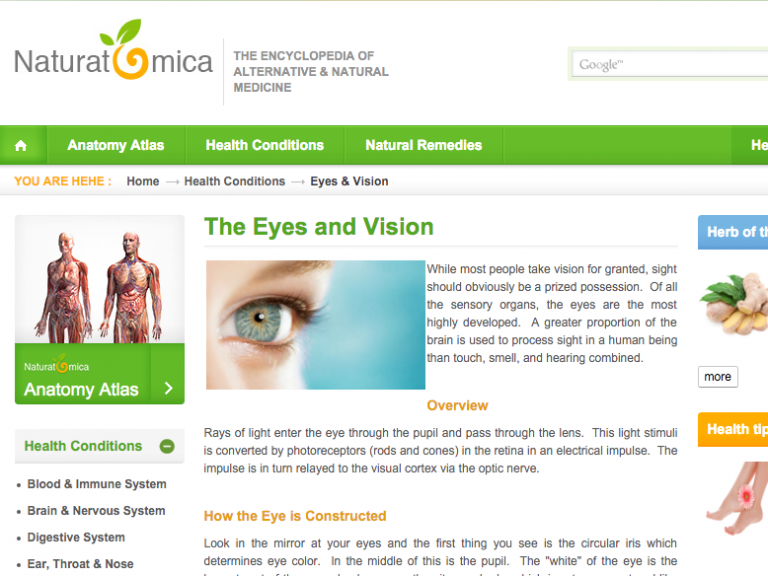 Naturatomica
THE ENCYCLOPEDIA OF
ALTERNATIVE & NATURAL
MEDICINE
Google™
Anatomy Atlas
Health Conditions
Natural Remedies
He
YOU ARE HEHE :
Home → Health Conditions → Eyes & Vision
Naturatomica
Anatomy Atlas
Health Conditions
Blood & Immune System
Brain & Nervous System
Digestive System
Ear, Throat & Nose
The Eyes and Vision
While most people take vision for granted, sight
should obviously be a prized possession. Of all
the sensory organs, the eyes are the most
highly developed. A greater proportion of the
brain is used to process sight in a human being
than touch, smell, and hearing combined.
Overview
Rays of light enter the eye through the pupil and pass through the lens. This light stimuli
is converted by photoreceptors (rods and cones) in the retina in an electrical impulse. The
impulse is in turn relayed to the visual cortex via the optic nerve.
How the Eye is Constructed
Look in the mirror at your eyes and the first thing you see is the circular iris which
determines eye color. In the middle of this is the pupil. The "white" of the eye is the
Herb of th
more
Health tip